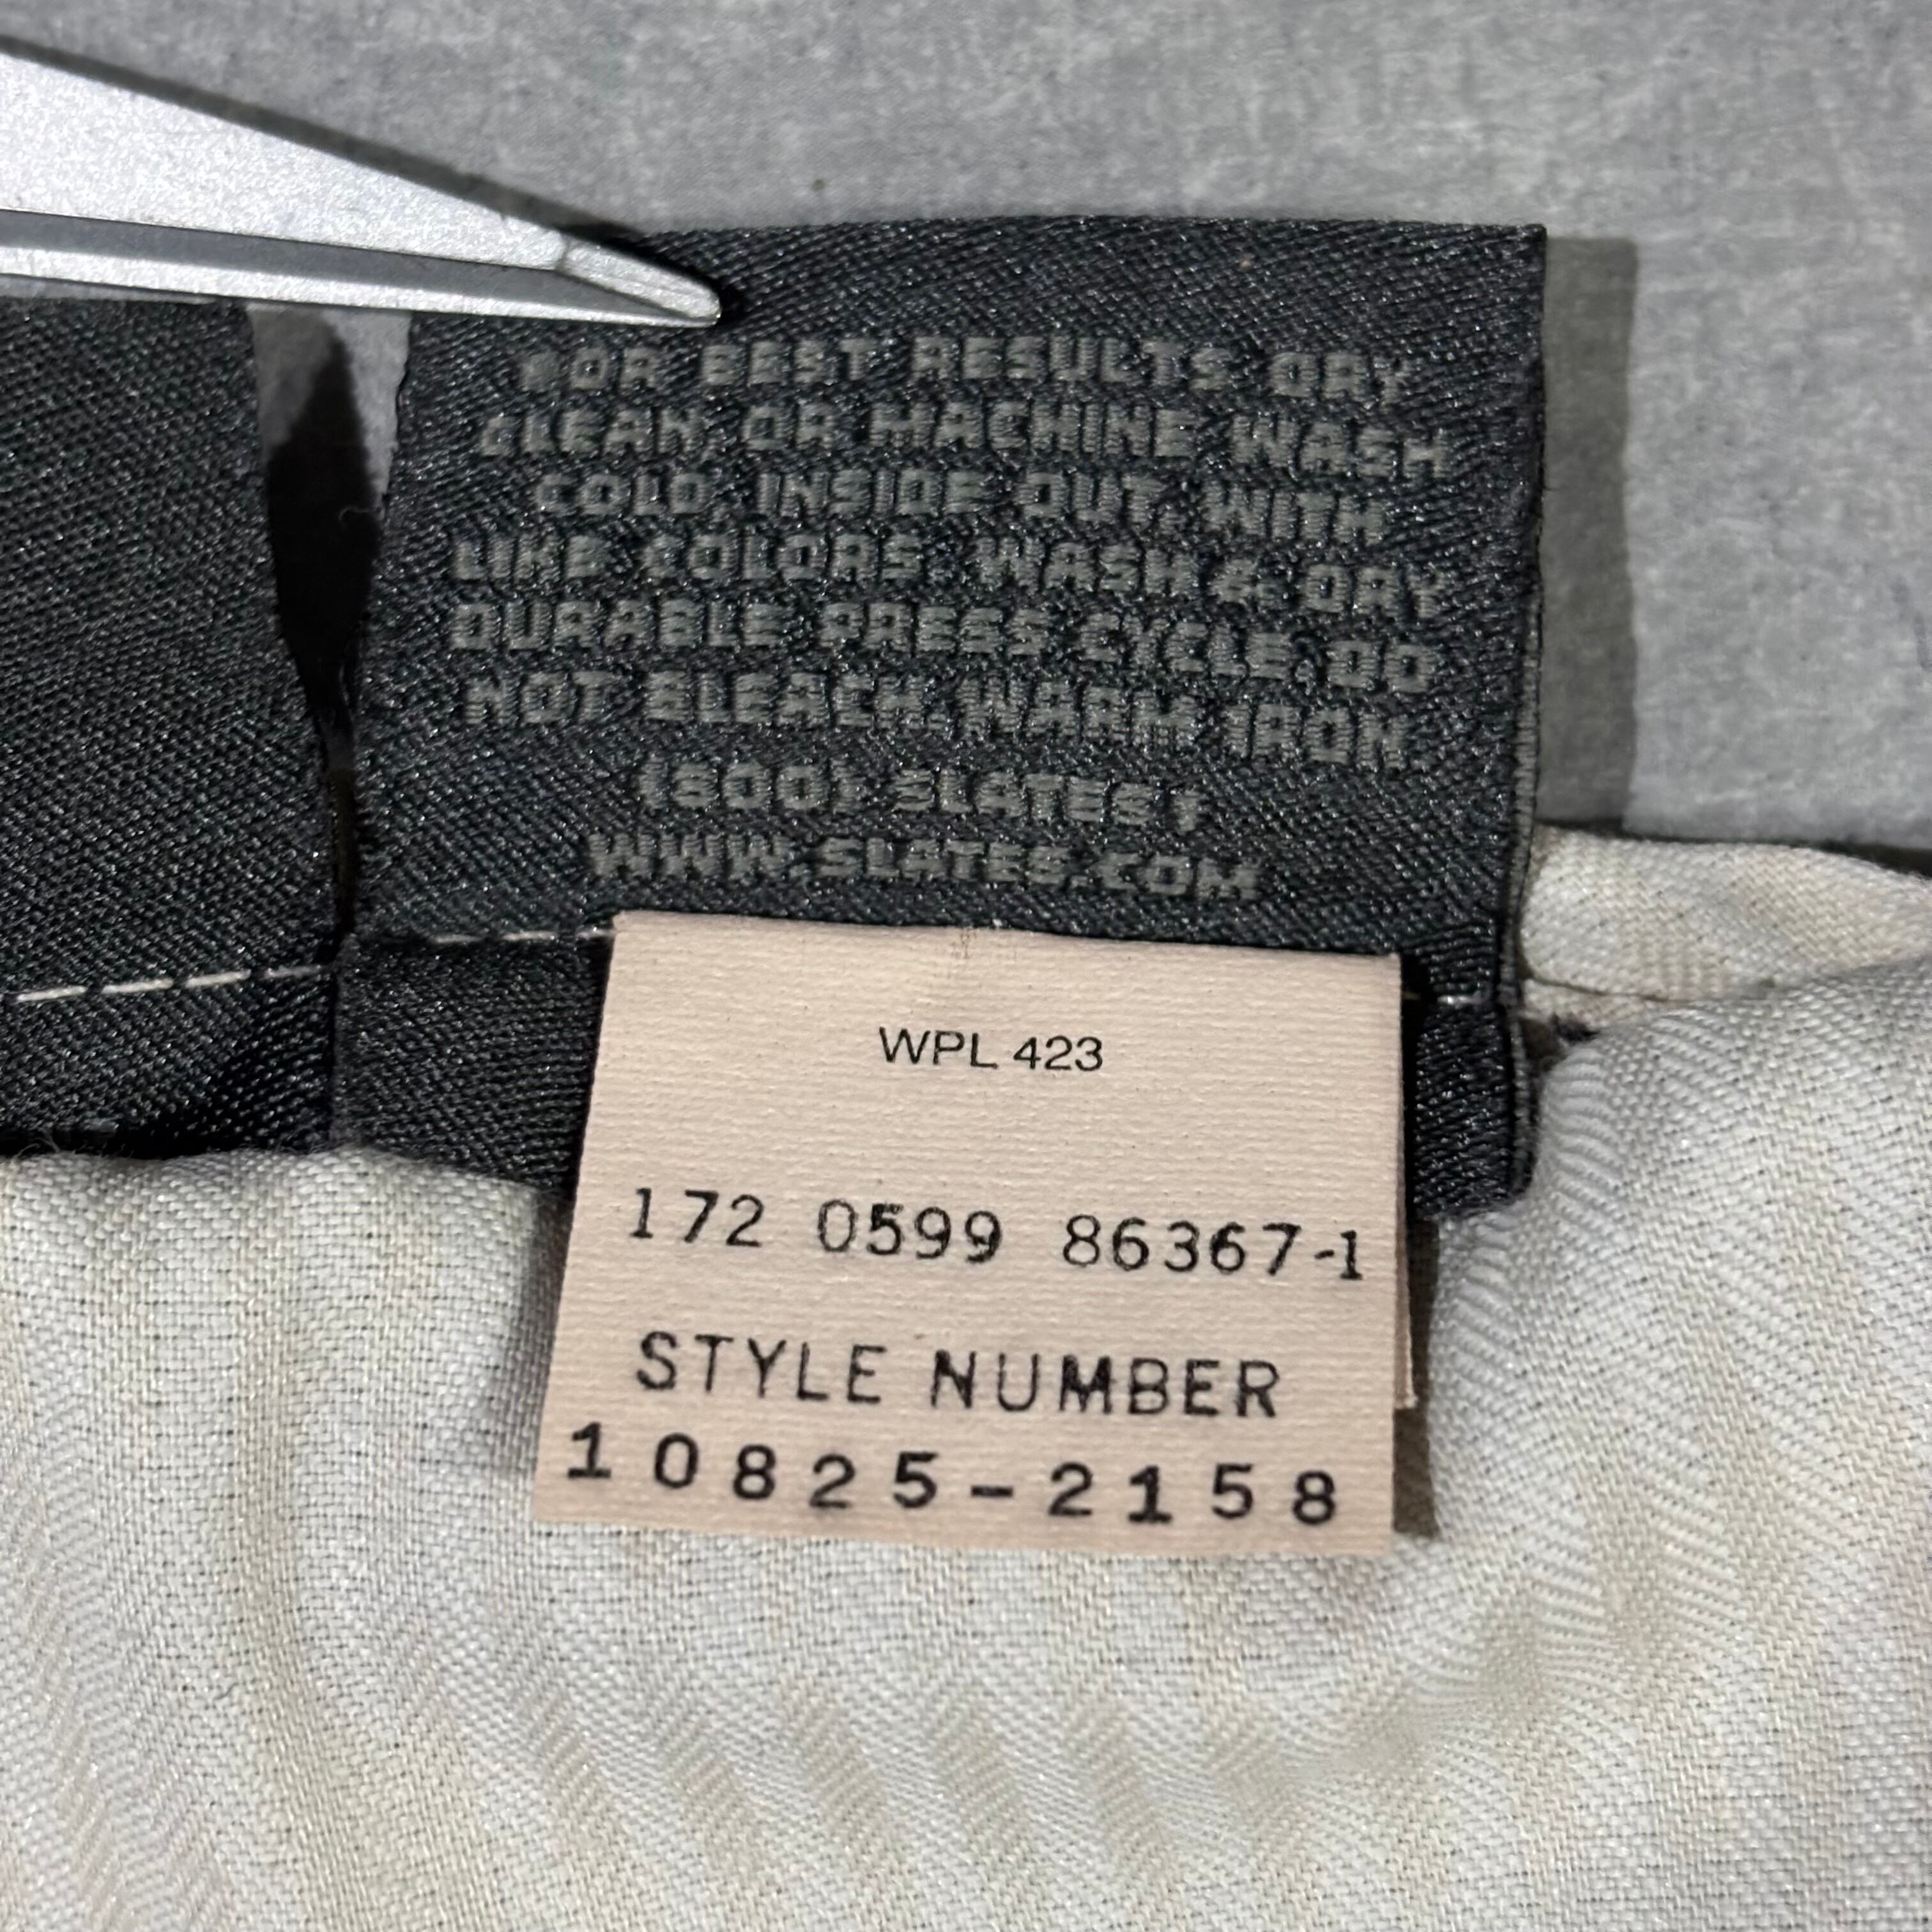 FOR BEST RESULTS DRY
CLEAN, OR MACHINE WASH
COLD, INSIDE OUT, WITH
LIKE COLORS. WASH & DRY
DURABLE PRESS CYCLE. DO
NOT BLEACH. WARM IRON.
(800) SLATES1
WWW.SLATES.COM
WPL 423
172 0599 86367-1
STYLE NUMBER
10825-2158